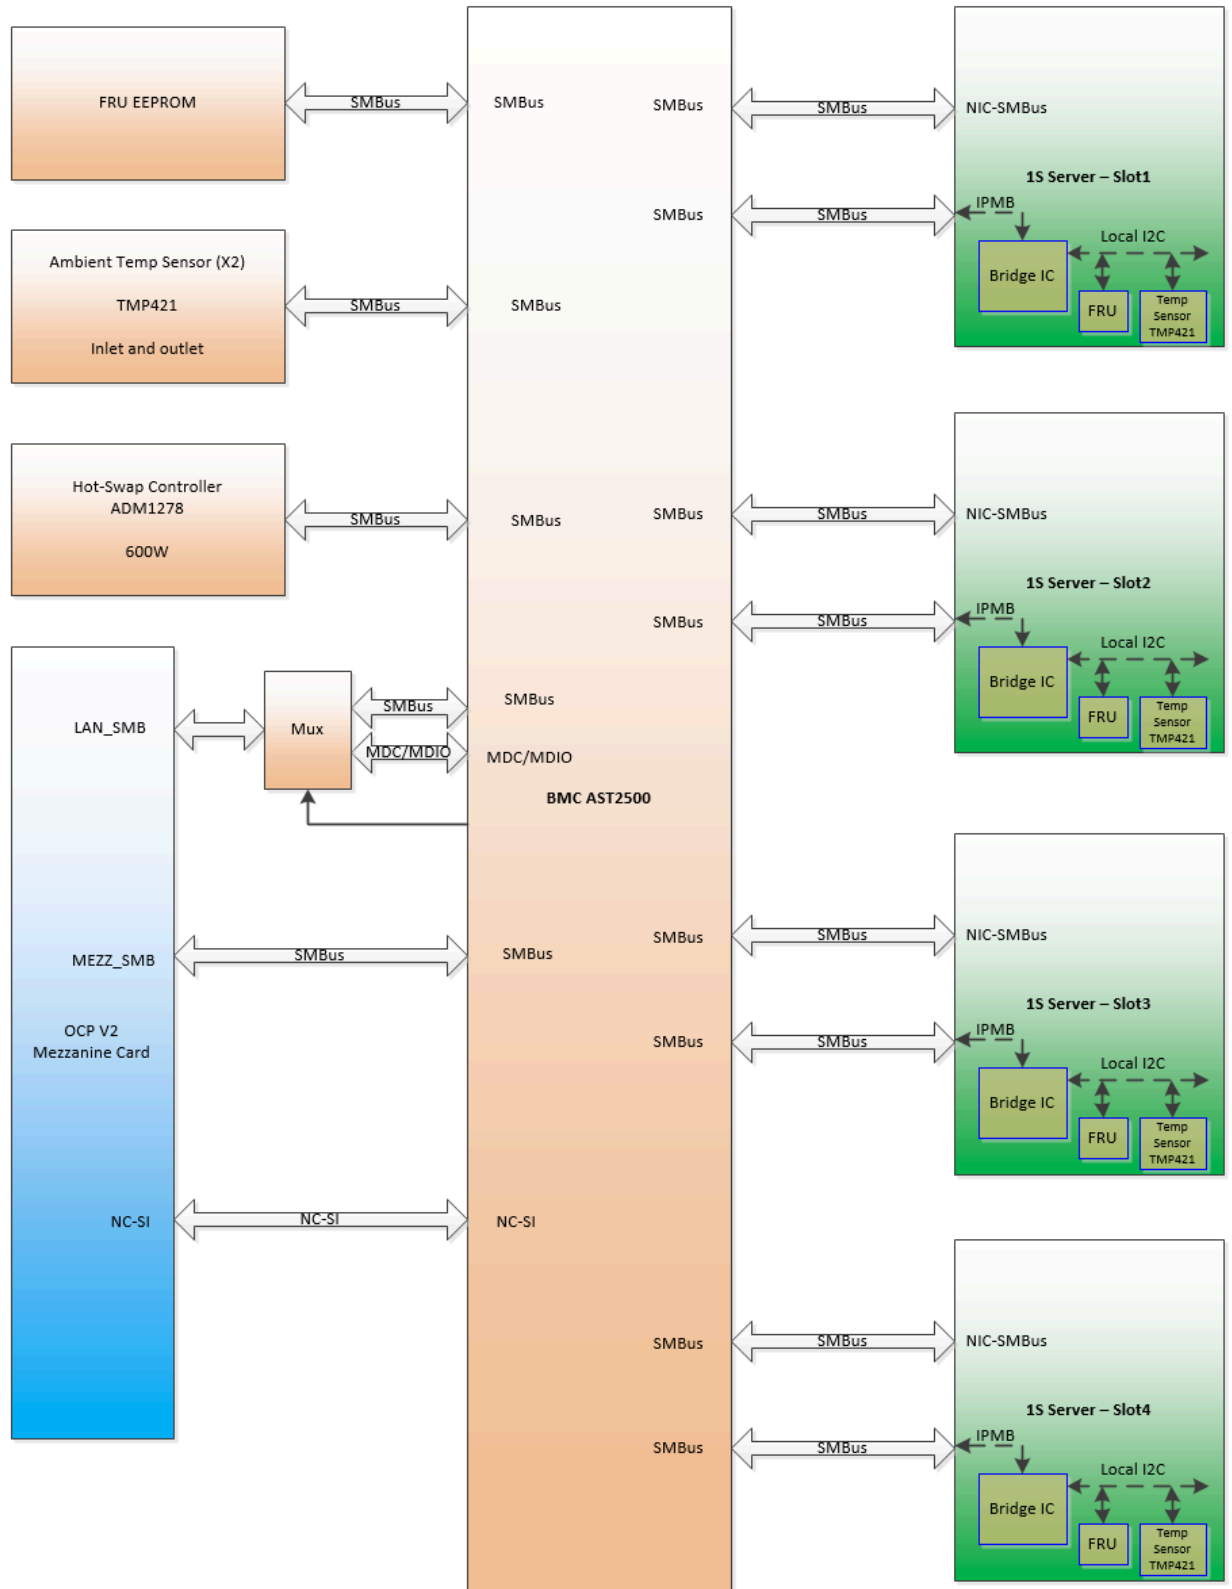 FRU EEPROM
SMBus
SMBus
Ambient Temp Sensor (X2)
TMP421
Inlet and outlet
SMBus
SMBus
Hot-Swap Controller
ADM1278
600W
SMBus
SMBus
LAN_SMB
Mux
SMBus
SMBus
MDC/MDIO
MDC/MDIO
BMC AST2500
MEZZ_SMB
SMBus
SMBus
OCP V2
Mezzanine Card
NC-SI
NC-SI
NC-SI
SMBus
SMBus
NIC-SMBus
1S Server – Slot1
SMBus
SMBus
IPMB
Local I2C
Bridge IC
FRU
Temp
Sensor
TMP421
SMBus
SMBus
NIC-SMBus
1S Server – Slot2
SMBus
SMBus
IPMB
Local I2C
Bridge IC
FRU
Temp
Sensor
TMP421
SMBus
SMBus
NIC-SMBus
1S Server – Slot3
SMBus
SMBus
IPMB
Local I2C
Bridge IC
FRU
Temp
Sensor
TMP421
SMBus
SMBus
NIC-SMBus
1S Server – Slot4
SMBus
SMBus
IPMB
Local I2C
Bridge IC
FRU
Temp
Sensor
TMP421